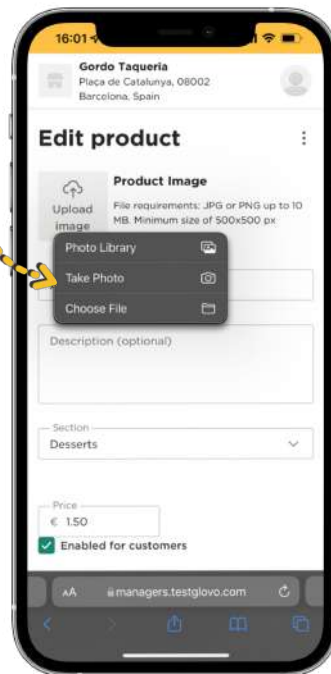 16:01
Gordo Taqueria
Plaça de Catalunya, 08002
Barcelona, Spain
Edit product
Product Image
Upload
image
File requirements: JPG or PNG up to 10
MB. Minimum size of 500x500 px
Photo Library
Take Photo
Choose File
Description (optional)
Section
Desserts
Price
€ 1.50
Enabled for customers
AA managers.testglovo.com